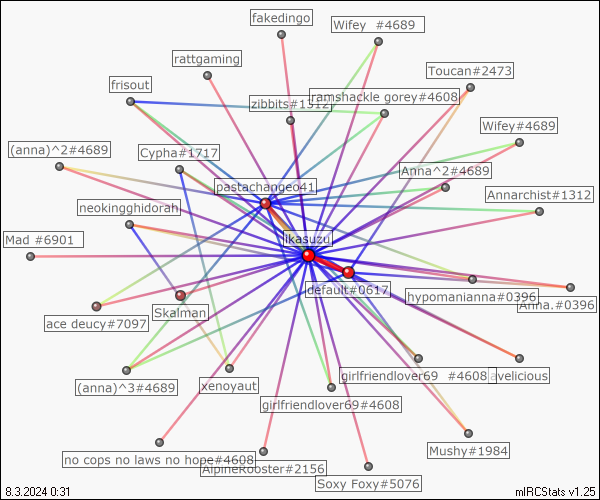 fakedingo
Wifey  #4689
rattgaming
Toucan#2473
frisout
zibbits#1312
ramshackle gorey#4608
Wifey#4689
(anna)^2#4689
Cypha#1717
Anna^2#4689
pastachangeo41
Annarchist#1312
neokingghidorah
Mad #6901
ikasuzu
default#0617
hypomanianna#0396
Anna.#0396
Skalman
ace deucy#7097
girlfriendlover69  #4608
avelicious
(anna)^3#4689
xenoyaut
girlfriendlover69#4608
Mushy#1984
no cops no laws no hope#4608
AlpineRooster#2156
Soxy Foxy#5076
8.3.2024 0:31
mIRCStats v1.25